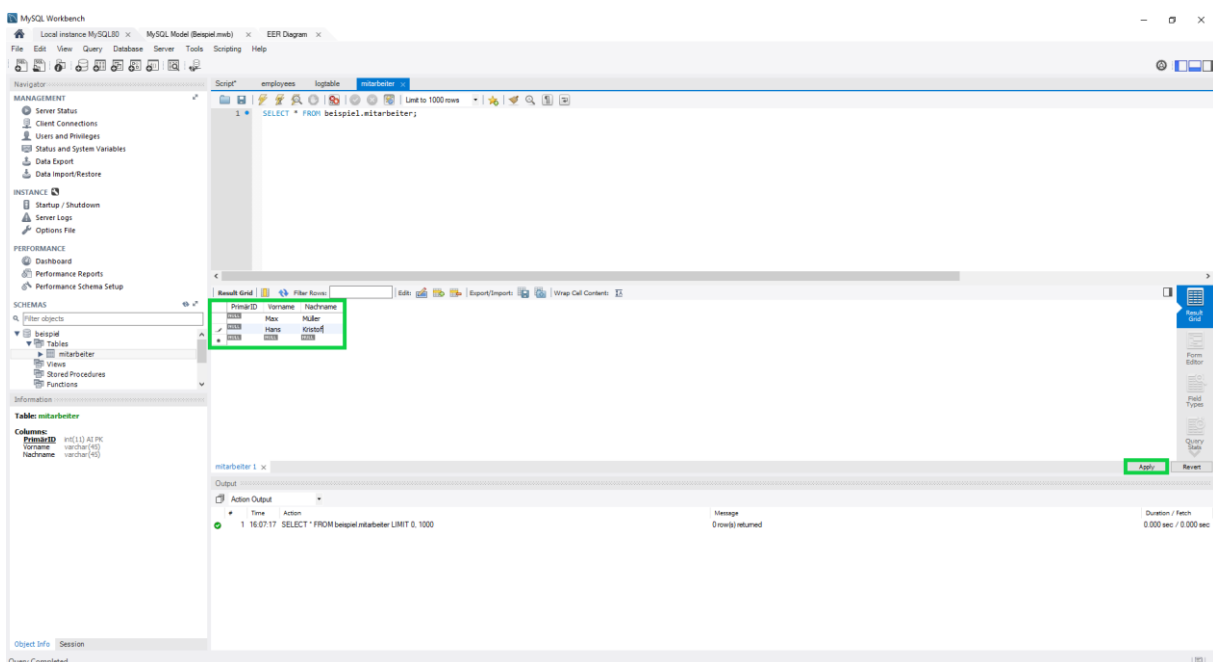 MySQL Workbench
Local instance MySQL80 × MySQL Model (Beispiel.mwb) × EER Diagram ×
File Edit View Query Database Server Tools Scripting Help
Navigator
MANAGEMENT
Server Status
Client Connections
Users and Privileges
Status and System Variables
Data Export
Data Import/Restore
INSTANCE
Startup / Shutdown
Server Logs
Options File
PERFORMANCE
Dashboard
Performance Reports
Performance Schema Setup
SCHEMAS
Filter objects
beispiel
Tables
mitarbeiter
Views
Stored Procedures
Functions
Information
Table: mitarbeiter
Columns:
PrimärID int(11) AI PK
Vorname varchar(45)
Nachname varchar(45)
Object Info Session
Query Completed
Script* employees logtable mitarbeiter ×
Limit to 1000 rows
1 SELECT * FROM beispiel.mitarbeiter;
Result Grid Filter Rows: Edit: Export/Import: Wrap Cell Content:
PrimärID Vorname Nachname
NULL Max Müller
NULL Hans Kristof
NULL NULL NULL
Result Grid
Form Editor
Field Types
Query Stats
mitarbeiter 1 ×
Apply Revert
Output
Action Output
# Time Action Message Duration / Fetch
1 16:07:17 SELECT * FROM beispiel.mitarbeiter LIMIT 0, 1000 0 row(s) returned 0.000 sec / 0.000 sec